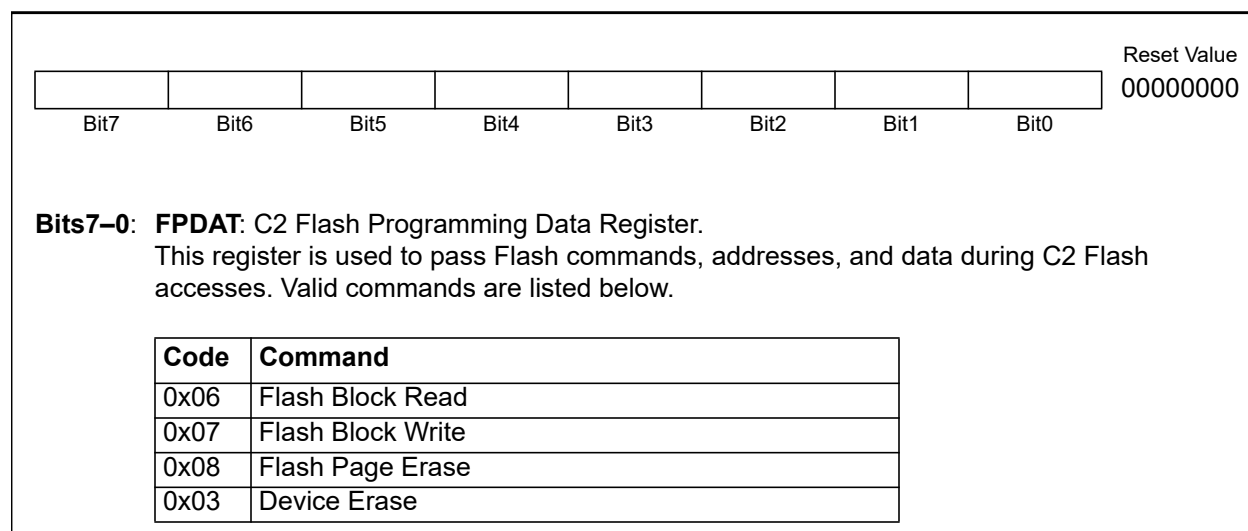 Reset Value
00000000
Bit7 Bit6 Bit5 Bit4 Bit3 Bit2 Bit1 Bit0
Bits7–0: FPDAT: C2 Flash Programming Data Register.
This register is used to pass Flash commands, addresses, and data during C2 Flash
accesses. Valid commands are listed below.
Code Command
0x06 Flash Block Read
0x07 Flash Block Write
0x08 Flash Page Erase
0x03 Device Erase